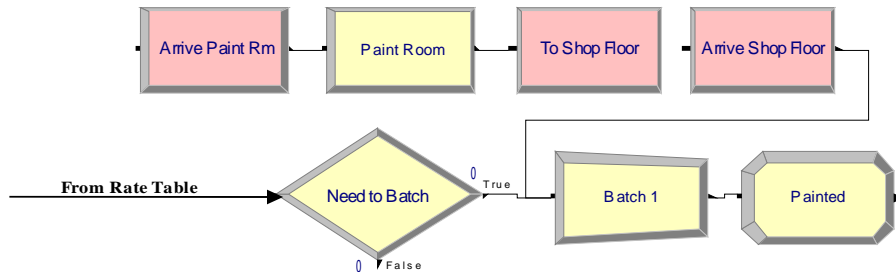 Arrive Paint Rm
Paint Room
To Shop Floor
Arrive Shop Floor
From Rate Table
Need to Batch
0
True
0
False
Batch 1
Painted